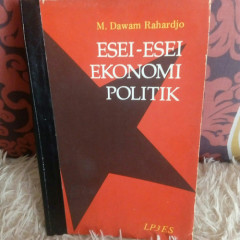 M. Dawam Rahardjo
ESEI-ESEI
EKONOMI
POLITIK
LP3ES